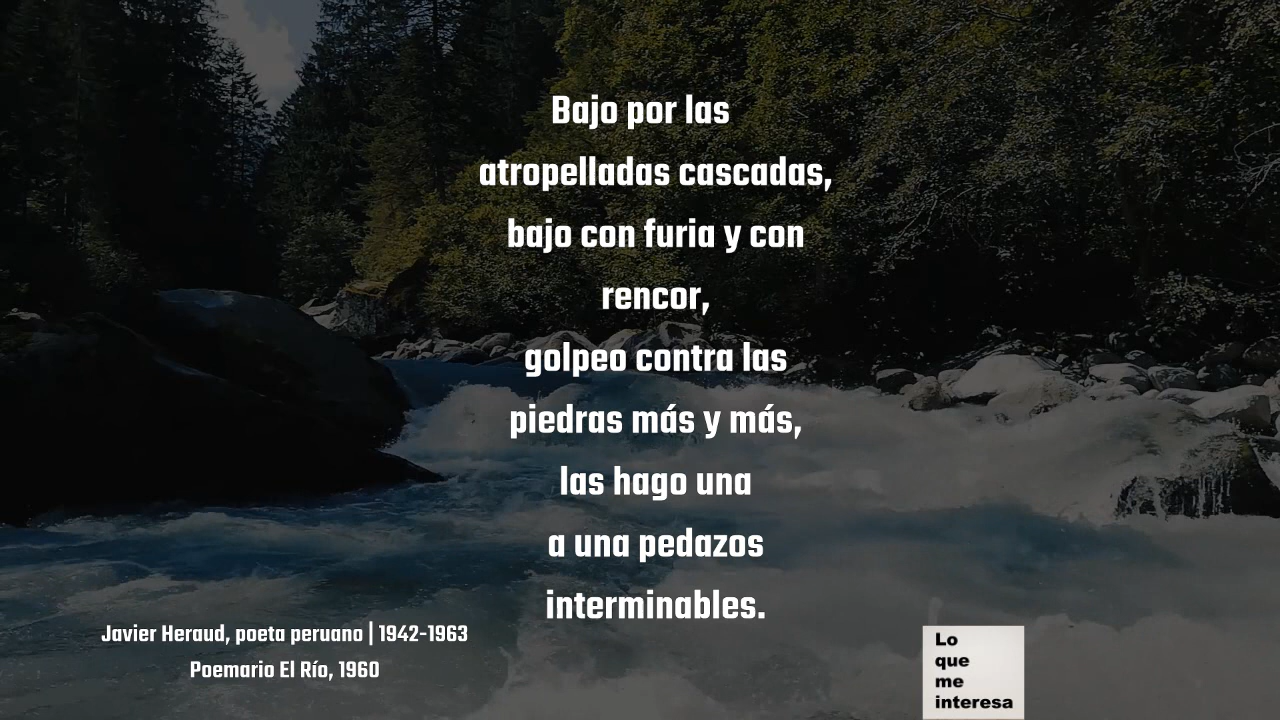 Bajo por las
atropelladas cascadas,
bajo con furia y con
rencor,
golpeo contra las
piedras más y más,
las hago una
a una pedazos
interminables.
Javier Heraud, poeta peruano | 1942-1963
Poemario El Río, 1960
Lo
que
me
interesa